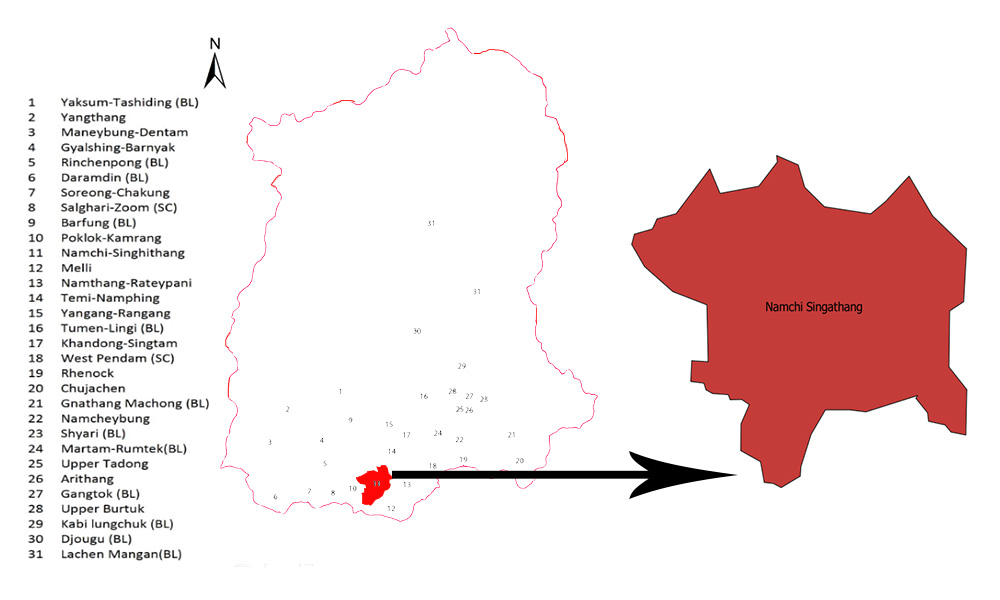 N
1 Yaksum-Tashiding (BL)
2 Yangthang
3 Maneybung-Dentam
4 Gyalshing-Barnyak
5 Rinchenpong (BL)
6 Daramdin (BL)
7 Soreong-Chakung
8 Salghari-Zoom (SC)
9 Barfung (BL)
10 Poklok-Kamrang
11 Namchi-Singhithang
12 Melli
13 Namthang-Rateypani
14 Temi-Namphing
15 Yangang-Rangang
16 Tumen-Lingi (BL)
17 Khandong-Singtam
18 West Pendam (SC)
19 Rhenock
20 Chujachen
21 Gnathang Machong (BL)
22 Namcheybung
23 Shyari (BL)
24 Martam-Rumtek(BL)
25 Upper Tadong
26 Arithang
27 Gangtok (BL)
28 Upper Burtuk
29 Kabi lungchuk (BL)
30 Djougu (BL)
31 Lachen Mangan(BL)
31
31
30
29
1 16 28 27 23
2 25 26
9 15
3 4 17 24 22 21
14
5 18 19 20
6 7 8 10 13
12
Namchi Singathang